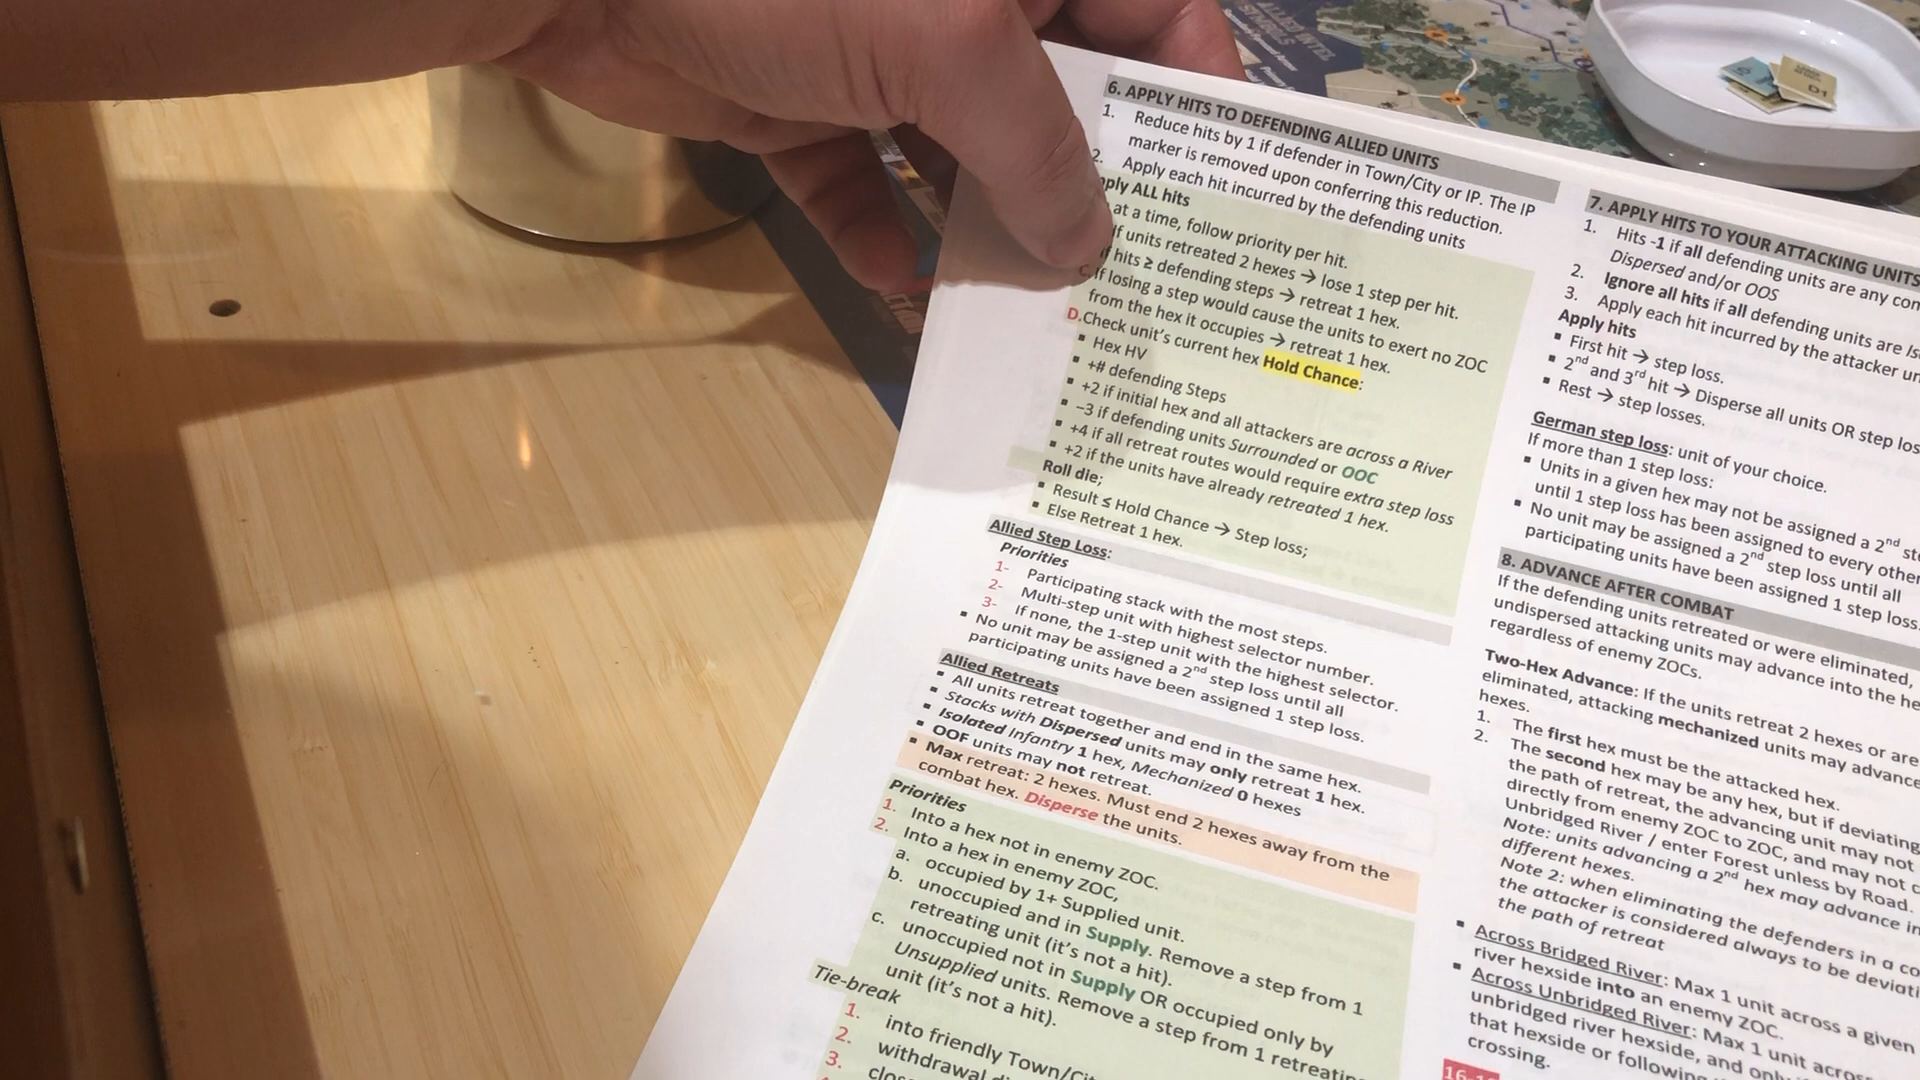 6. APPLY HITS TO DEFENDING ALLIED UNITS
1. Reduce hits by 1 if defender in Town/City or IP. The IP
marker is removed upon conferring this reduction.
2. Apply each hit incurred by the defending units
ALL hits
at a time, follow priority per hit.
If units retreated 2 hexes → lose 1 step per hit.
hits ≥ defending steps → retreat 1 hex.
C. If losing a step would cause the units to exert no ZOC
from the hex it occupies → retreat 1 hex.
D. Check unit's current hex Hold Chance:
▪ Hex HV
▪ +# defending Steps
▪ +2 if initial hex and all attackers are across a River
▪ –3 if defending units Surrounded or OOC
▪ +4 if all retreat routes would require extra step loss
▪ +2 if the units have already retreated 1 hex.
Roll die;
▪ Result ≤ Hold Chance → Step loss;
▪ Else Retreat 1 hex.
Allied Step Loss:
Priorities
1- Participating stack with the most steps.
2- Multi-step unit with highest selector number.
3- If none, the 1-step unit with the highest selector.
▪ No unit may be assigned a 2nd step loss until all
participating units have been assigned 1 step loss.
Allied Retreats
▪ All units retreat together and end in the same hex.
▪ Stacks with Dispersed units may only retreat 1 hex.
▪ Isolated Infantry 1 hex, Mechanized 0 hexes
▪ OOF units may not retreat.
▪ Max retreat: 2 hexes. Must end 2 hexes away from the
combat hex. Disperse the units.
Priorities
1. Into a hex not in enemy ZOC.
2. Into a hex in enemy ZOC,
a. occupied by 1+ Supplied unit.
b. unoccupied and in Supply. Remove a step from 1
retreating unit (it's not a hit).
c. unoccupied not in Supply OR occupied only by
Unsupplied units. Remove a step from 1 retreating
unit (it's not a hit).
Tie-break
1. into friendly Town/
2. withdrawal
3.
7. APPLY HITS TO YOUR ATTACKING UNITS
1. Hits -1 if all defending units are any
Dispersed and/or OOS
2. Ignore all hits if all defending units are
3. Apply each hit incurred by the attacker
Apply hits
▪ First hit → step loss.
▪ 2nd and 3rd hit → Disperse all units OR step
▪ Rest → step losses.
German step loss: unit of your choice.
If more than 1 step loss:
▪ Units in a given hex may not be assigned a 2nd
until 1 step loss has been assigned to every other
▪ No unit may be assigned a 2nd step loss until all
participating units have been assigned 1 step loss.
8. ADVANCE AFTER COMBAT
If the defending units retreated or were eliminated,
undispersed attacking units may advance into the
regardless of enemy ZOCs.
Two-Hex Advance: If the units retreat 2 hexes or are
eliminated, attacking mechanized units may advance
hexes.
1. The first hex must be the attacked hex.
2. The second hex may be any hex, but if deviating
the path of retreat, the advancing unit may not
directly from enemy ZOC to ZOC, and may not
Unbridged River / enter Forest unless by Road.
Note: units advancing a 2nd hex may advance
different hexes.
Note 2: when eliminating the defenders in a
the attacker is considered always to be
the path of retreat
▪ Across Bridged River: Max 1 unit across a given
river hexside into an enemy ZOC.
▪ Across Unbridged River: Max 1 unit
unbridged river hexside, and only
that hexside or following
crossing.
D1